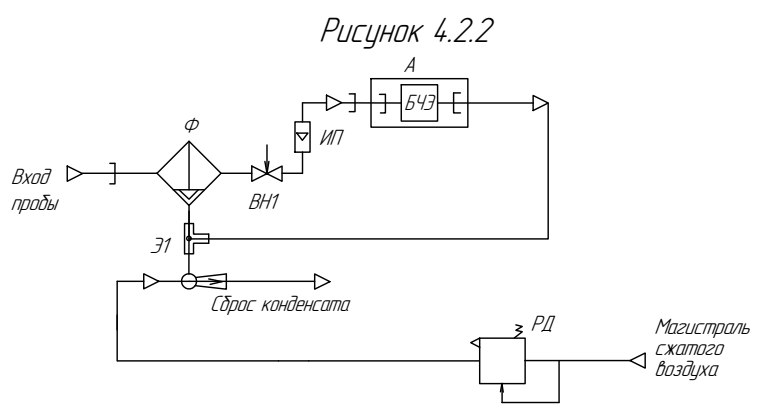 Рисунок 4.2.2
А
БЧЭ
Ф
ИП
Вход
пробы
ВН1
Э1
Сброс конденсата
РД
Магистраль
сжатого
воздуха